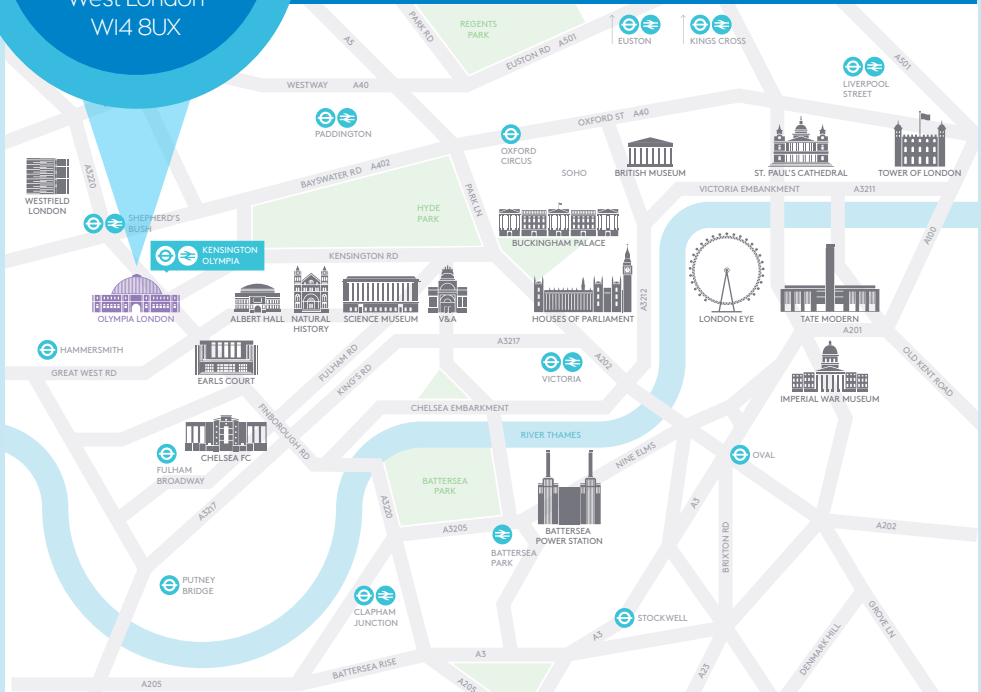 West London
W14 8UX
REGENTS
PARK
PARK RD
A5
EUSTON RD
A501
EUSTON
KINGS CROSS
A501
LIVERPOOL
STREET
WESTWAY
A40
PADDINGTON
OXFORD ST
A40
OXFORD
CIRCUS
SOHO
BRITISH MUSEUM
ST. PAUL'S CATHEDRAL
TOWER OF LONDON
A3220
BAYSWATER RD
A402
PARK LN
VICTORIA EMBANKMENT
A3211
WESTFIELD
LONDON
SHEPHERD'S
BUSH
HYDE
PARK
A100
BUCKINGHAM PALACE
KENSINGTON
OLYMPIA
KENSINGTON RD
A3212
OLYMPIA LONDON
ALBERT HALL
NATURAL
HISTORY
SCIENCE MUSEUM
V&A
HOUSES OF PARLIAMENT
LONDON EYE
TATE MODERN
A201
HAMMERSMITH
GREAT WEST RD
EARLS COURT
FULHAM RD
KING'S RD
A3217
VICTORIA
A202
OLD KENT ROAD
IMPERIAL WAR MUSEUM
CHELSEA EMBARKMENT
FINBOROUGH RD
CHELSEA FC
RIVER THAMES
NINE ELMS
OVAL
FULHAM
BROADWAY
BATTERSEA
PARK
A3217
A3220
A3205
A3
BATTERSEA
POWER STATION
BATTERSEA
PARK
BRIXTON RD
A202
PUTNEY
BRIDGE
CLAPHAM
JUNCTION
STOCKWELL
A3
GROVE LN
DENMARK HILL
A3
BATTERSEA RISE
A23
A205
A205